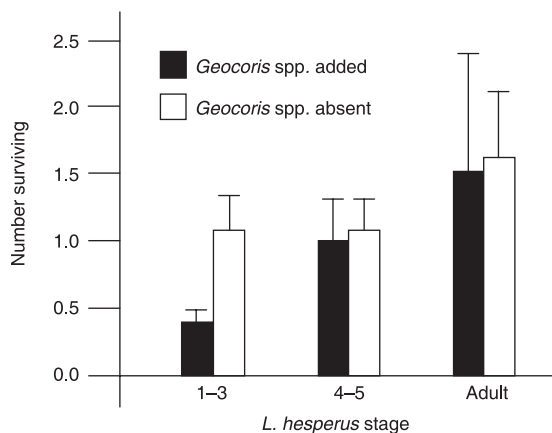 2.5
2.0
1.5
1.0
0.5
0.0
Number surviving
Geocoris spp. added
Geocoris spp. absent
1–3
4–5
Adult
L. hesperus stage